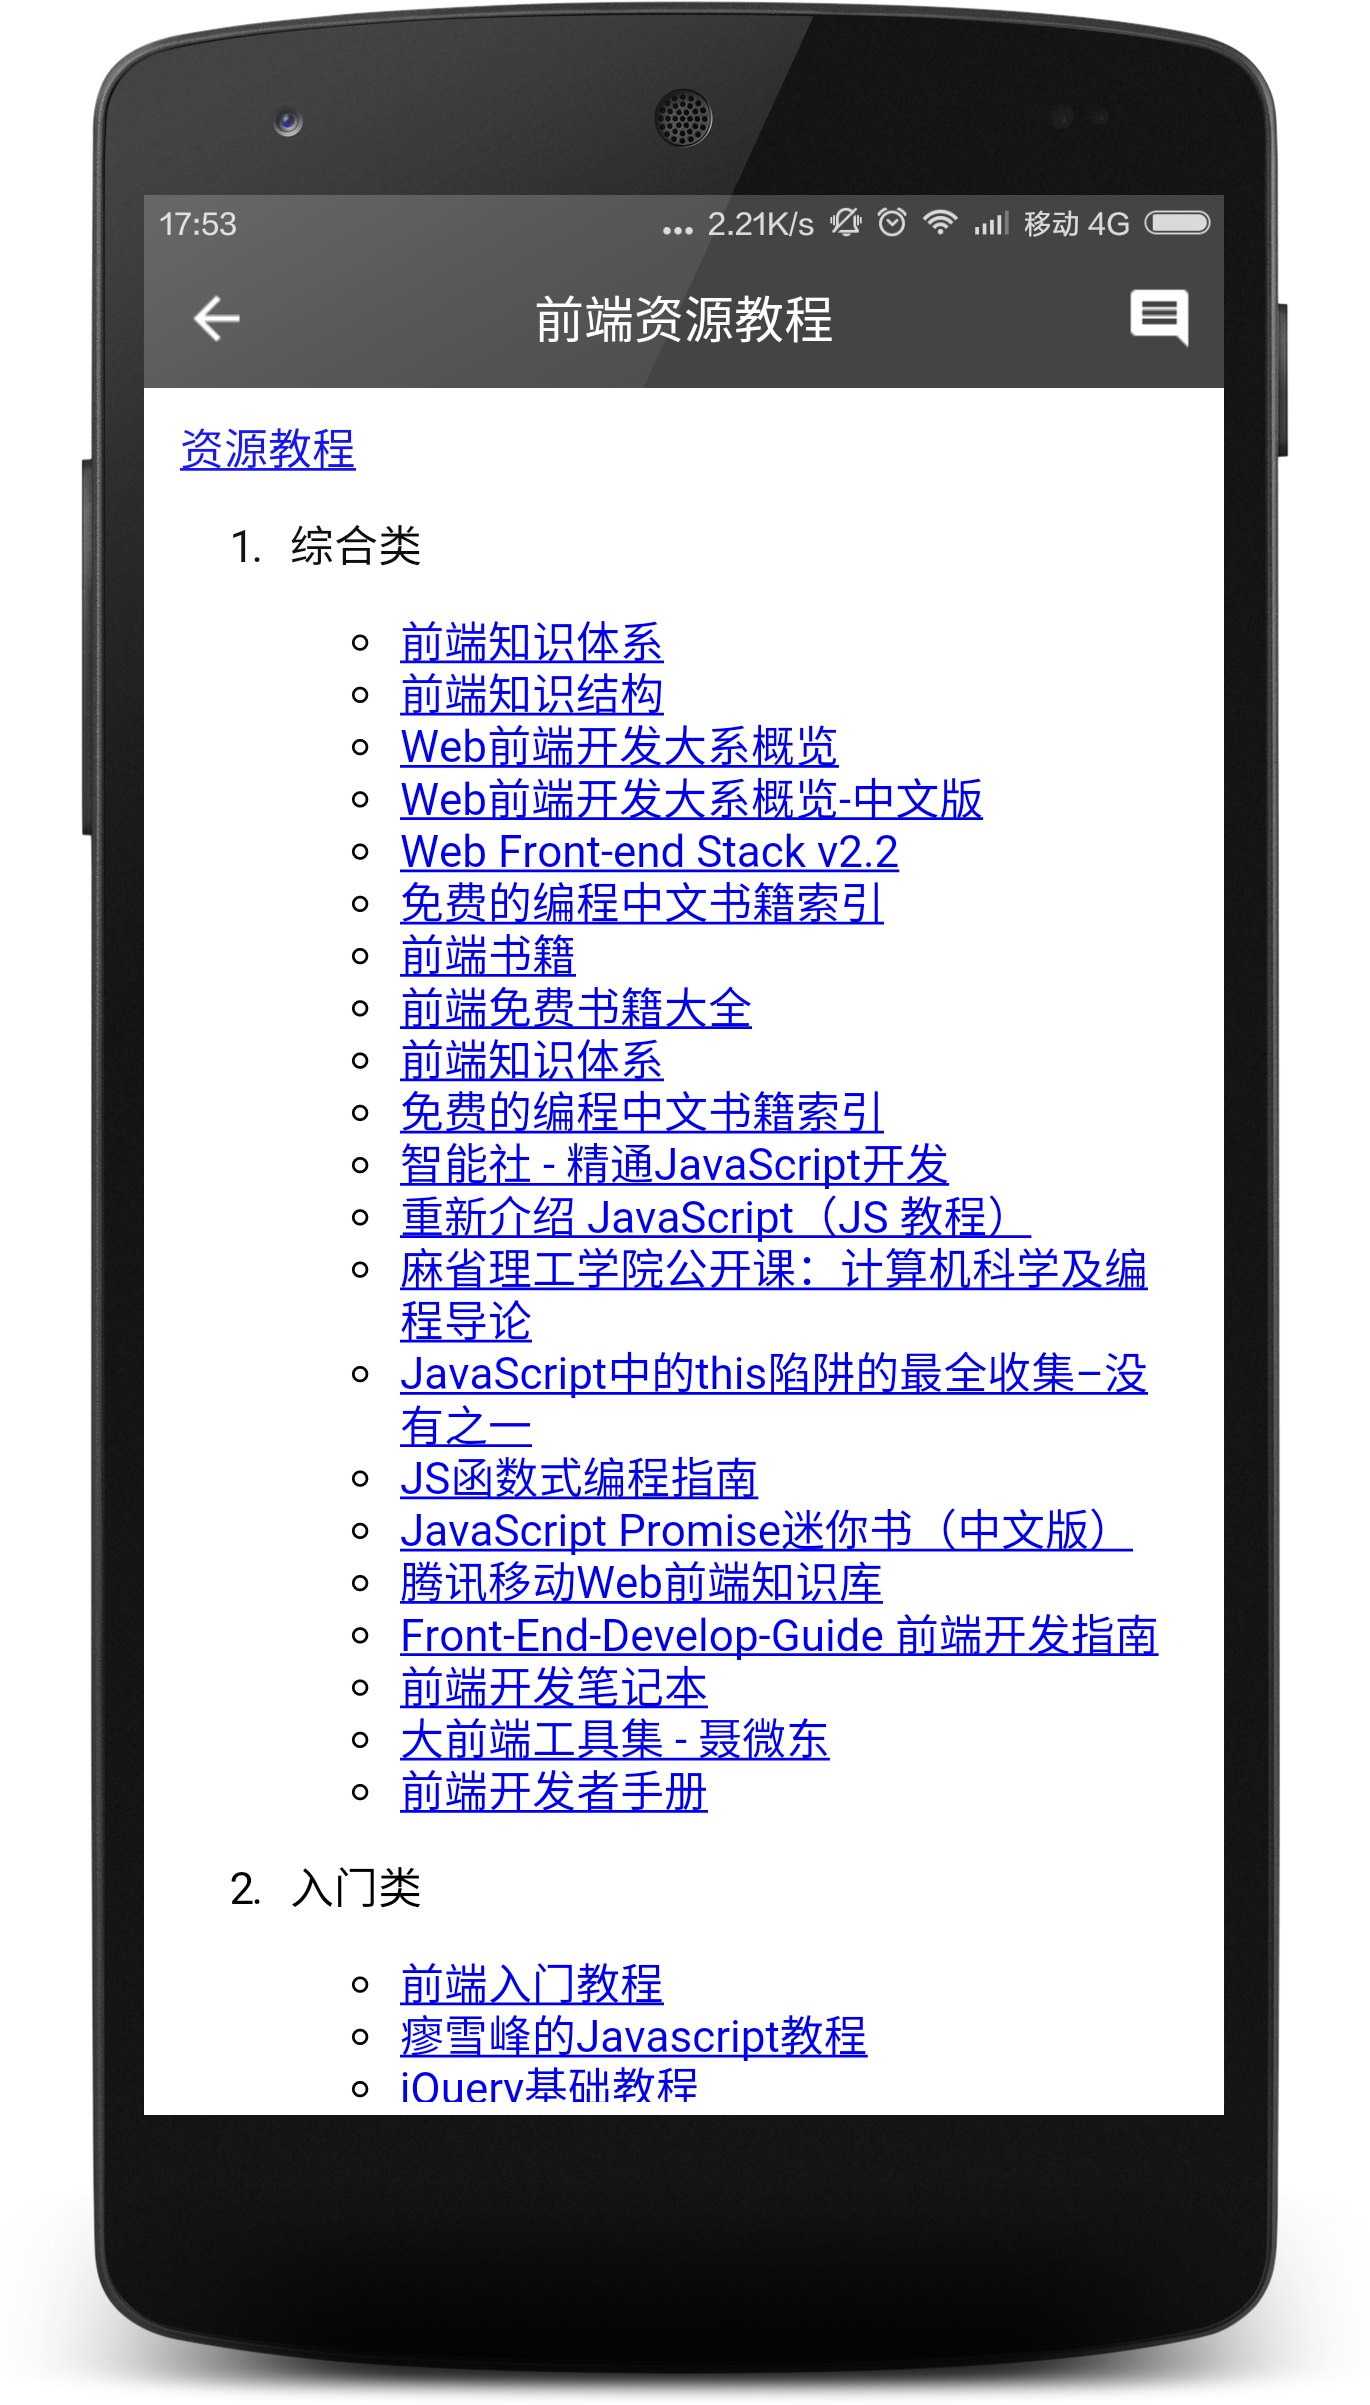 17:53 ... 2.21K/s 移动 4G
前端资源教程
资源教程
1. 综合类
前端知识体系
前端知识结构
Web前端开发大系概览
Web前端开发大系概览-中文版
Web Front-end Stack v2.2
免费的编程中文书籍索引
前端书籍
前端免费书籍大全
前端知识体系
免费的编程中文书籍索引
智能社 - 精通JavaScript开发
重新介绍 JavaScript（JS 教程）
麻省理工学院公开课：计算机科学及编
程导论
JavaScript中的this陷阱的最全收集–没
有之一
JS函数式编程指南
JavaScript Promise迷你书（中文版）
腾讯移动Web前端知识库
Front-End-Develop-Guide 前端开发指南
前端开发笔记本
大前端工具集 - 聂微东
前端开发者手册
2. 入门类
前端入门教程
瘳雪峰的Javascript教程
jQuery基础教程